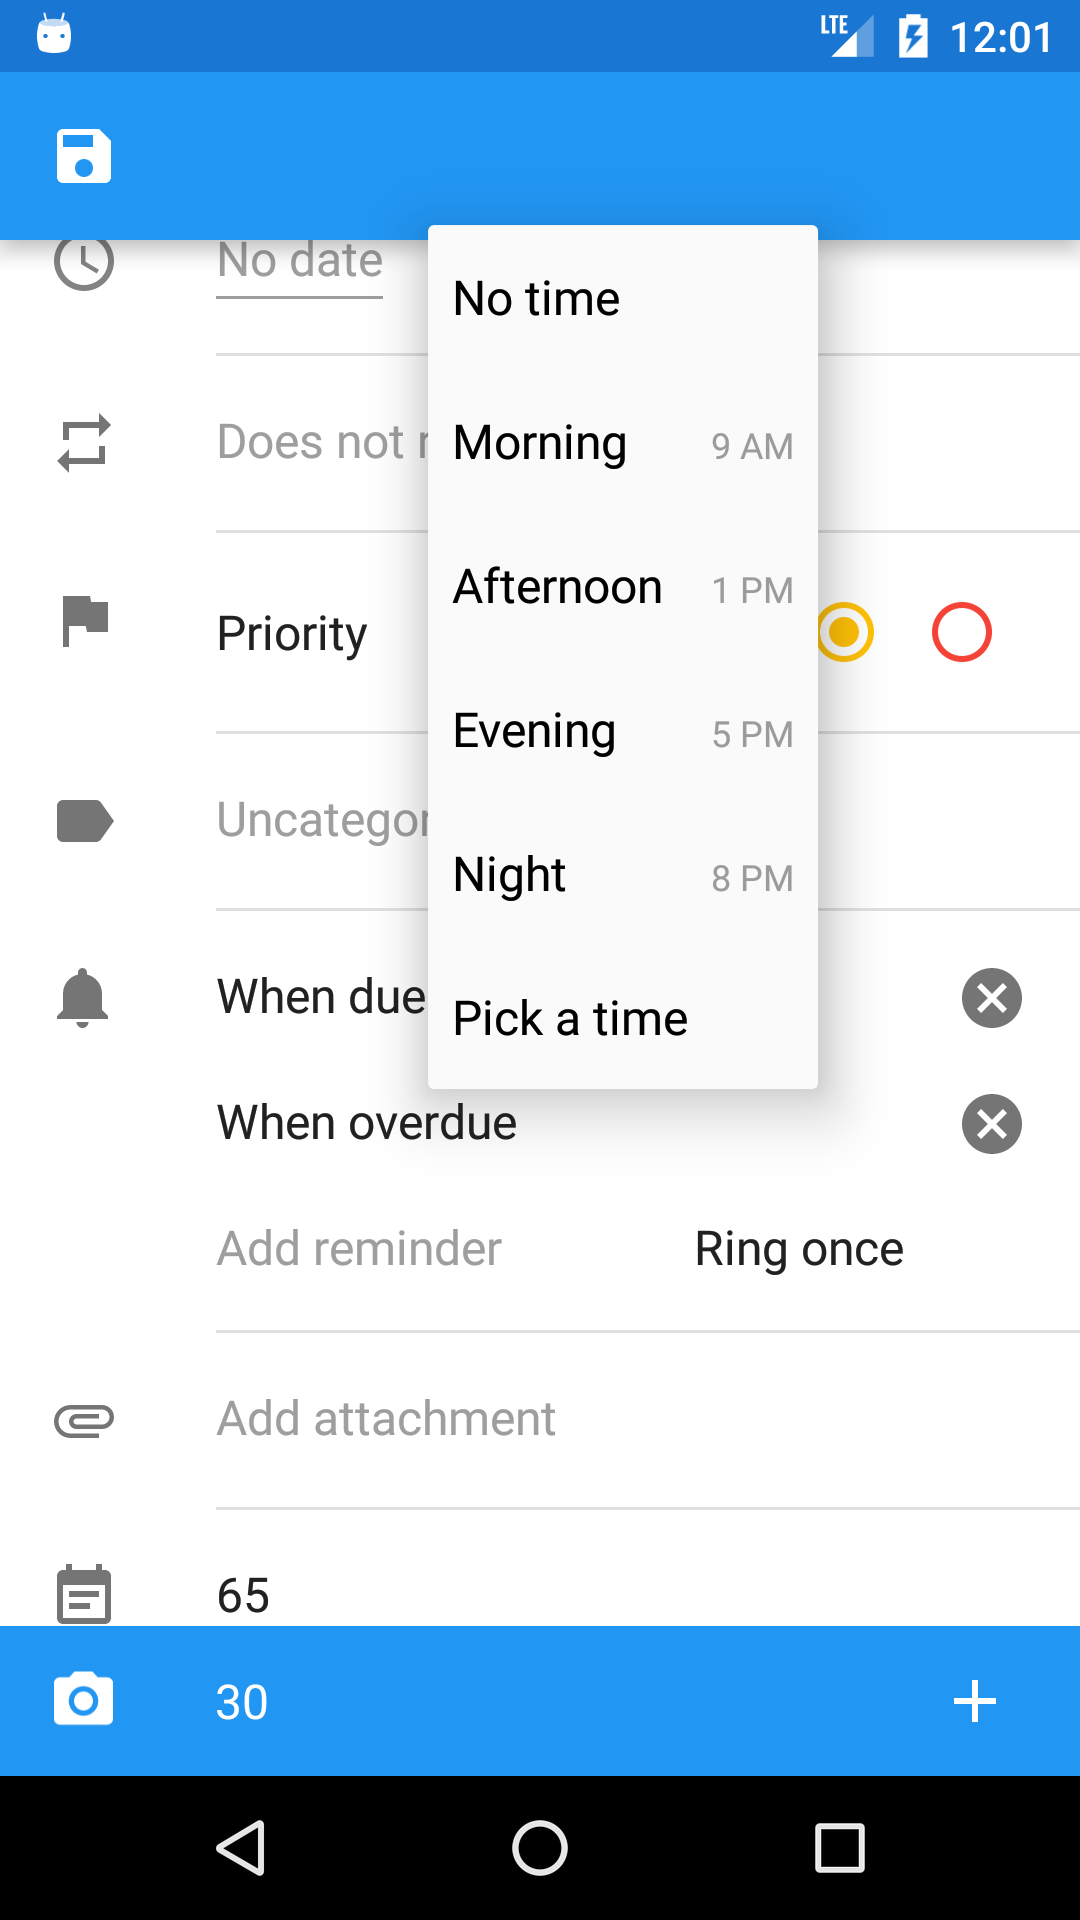 LTE 12:01
No date
No time
Does not r
Morning 9 AM
Afternoon 1 PM
Priority
Evening 5 PM
Uncategor
Night 8 PM
When due
Pick a time
When overdue
Add reminder Ring once
Add attachment
65
30